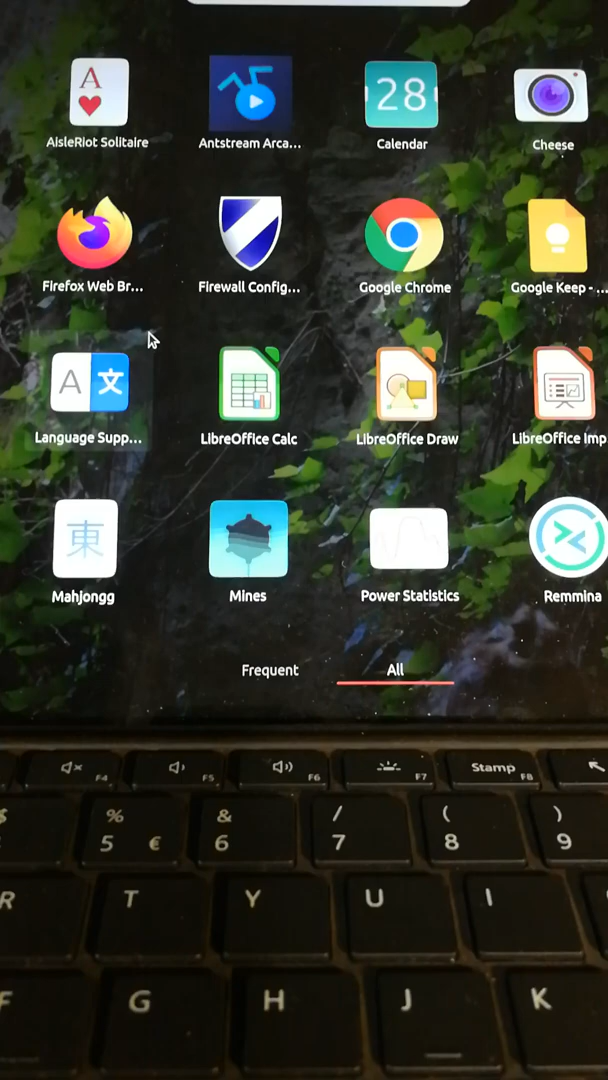 A
28
AisleRiot Solitaire
Antstream Arca...
Calendar
Cheese
Firefox Web Br...
Firewall Config...
Google Chrome
Google Keep - ...
A 文
Language Supp...
LibreOffice Calc
LibreOffice Draw
LibreOffice Imp
東
Mahjongg
Mines
Power Statistics
Remmina
Frequent
All
F4
F5
F6
F7
Stamp F8
$
% 5 €
& 6
/ 7
( 8
) 9
R
T
Y
U
I
F
G
H
J
K